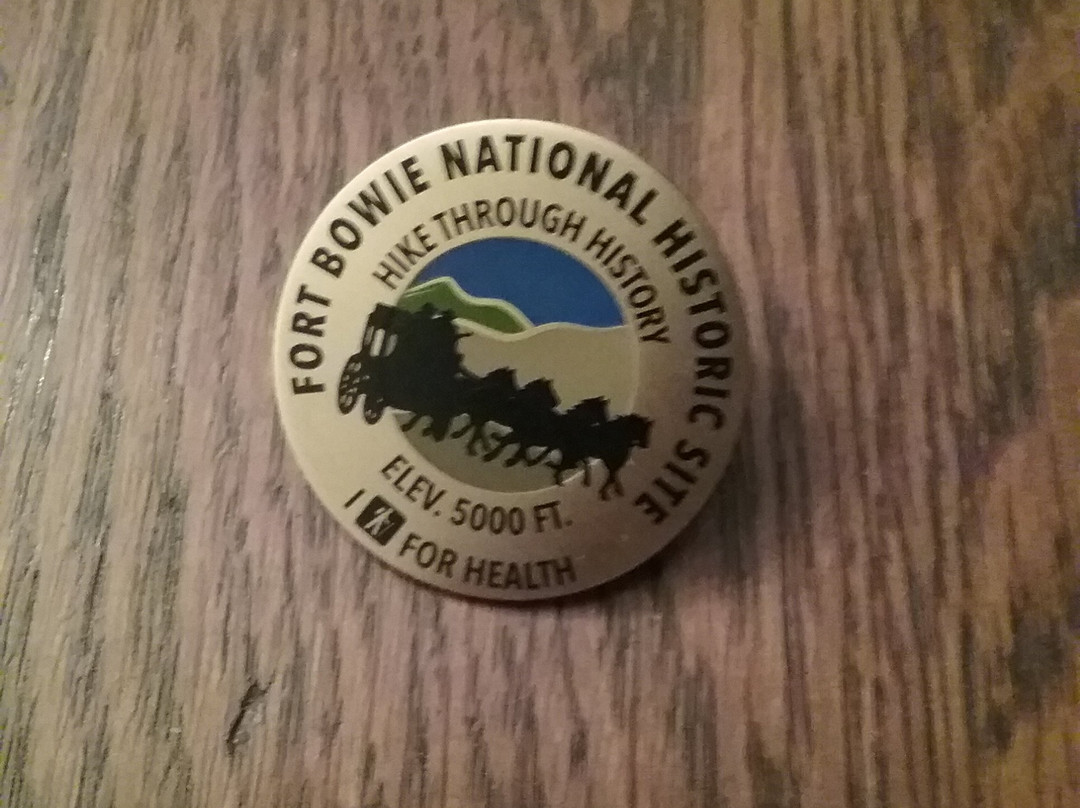 FORT BOWIE NATIONAL HISTORIC SITE
HIKE THROUGH HISTORY
ELEV. 5000 FT.
I FOR HEALTH